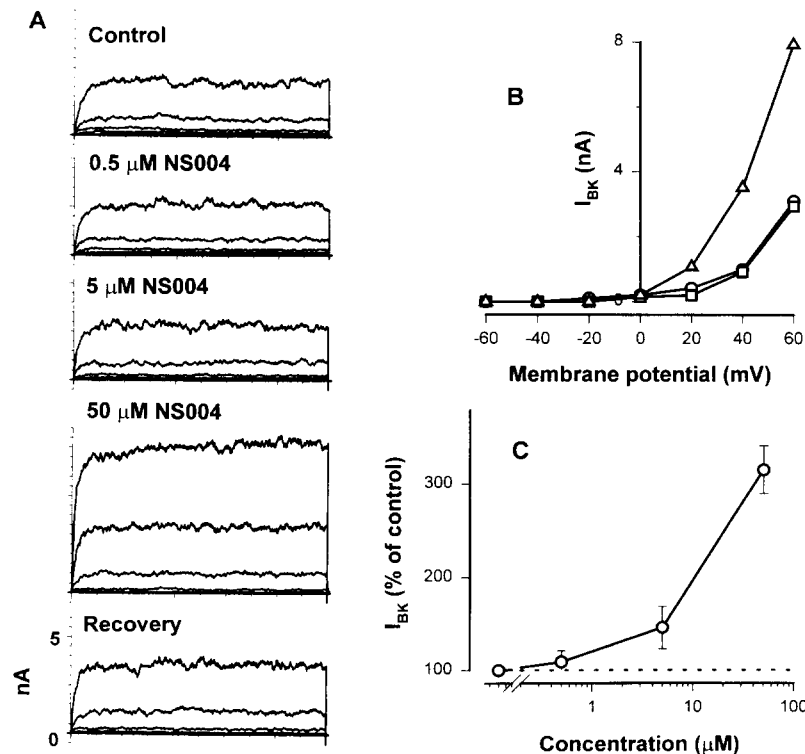 A
Control
0.5 μM NS004
5 μM NS004
50 μM NS004
Recovery
5
nA
0
B
8
4
0
I_BK (nA)
-60 -40 -20 0 20 40 60
Membrane potential (mV)
C
300
200
100
I_BK (% of control)
1 10 100
Concentration (μM)